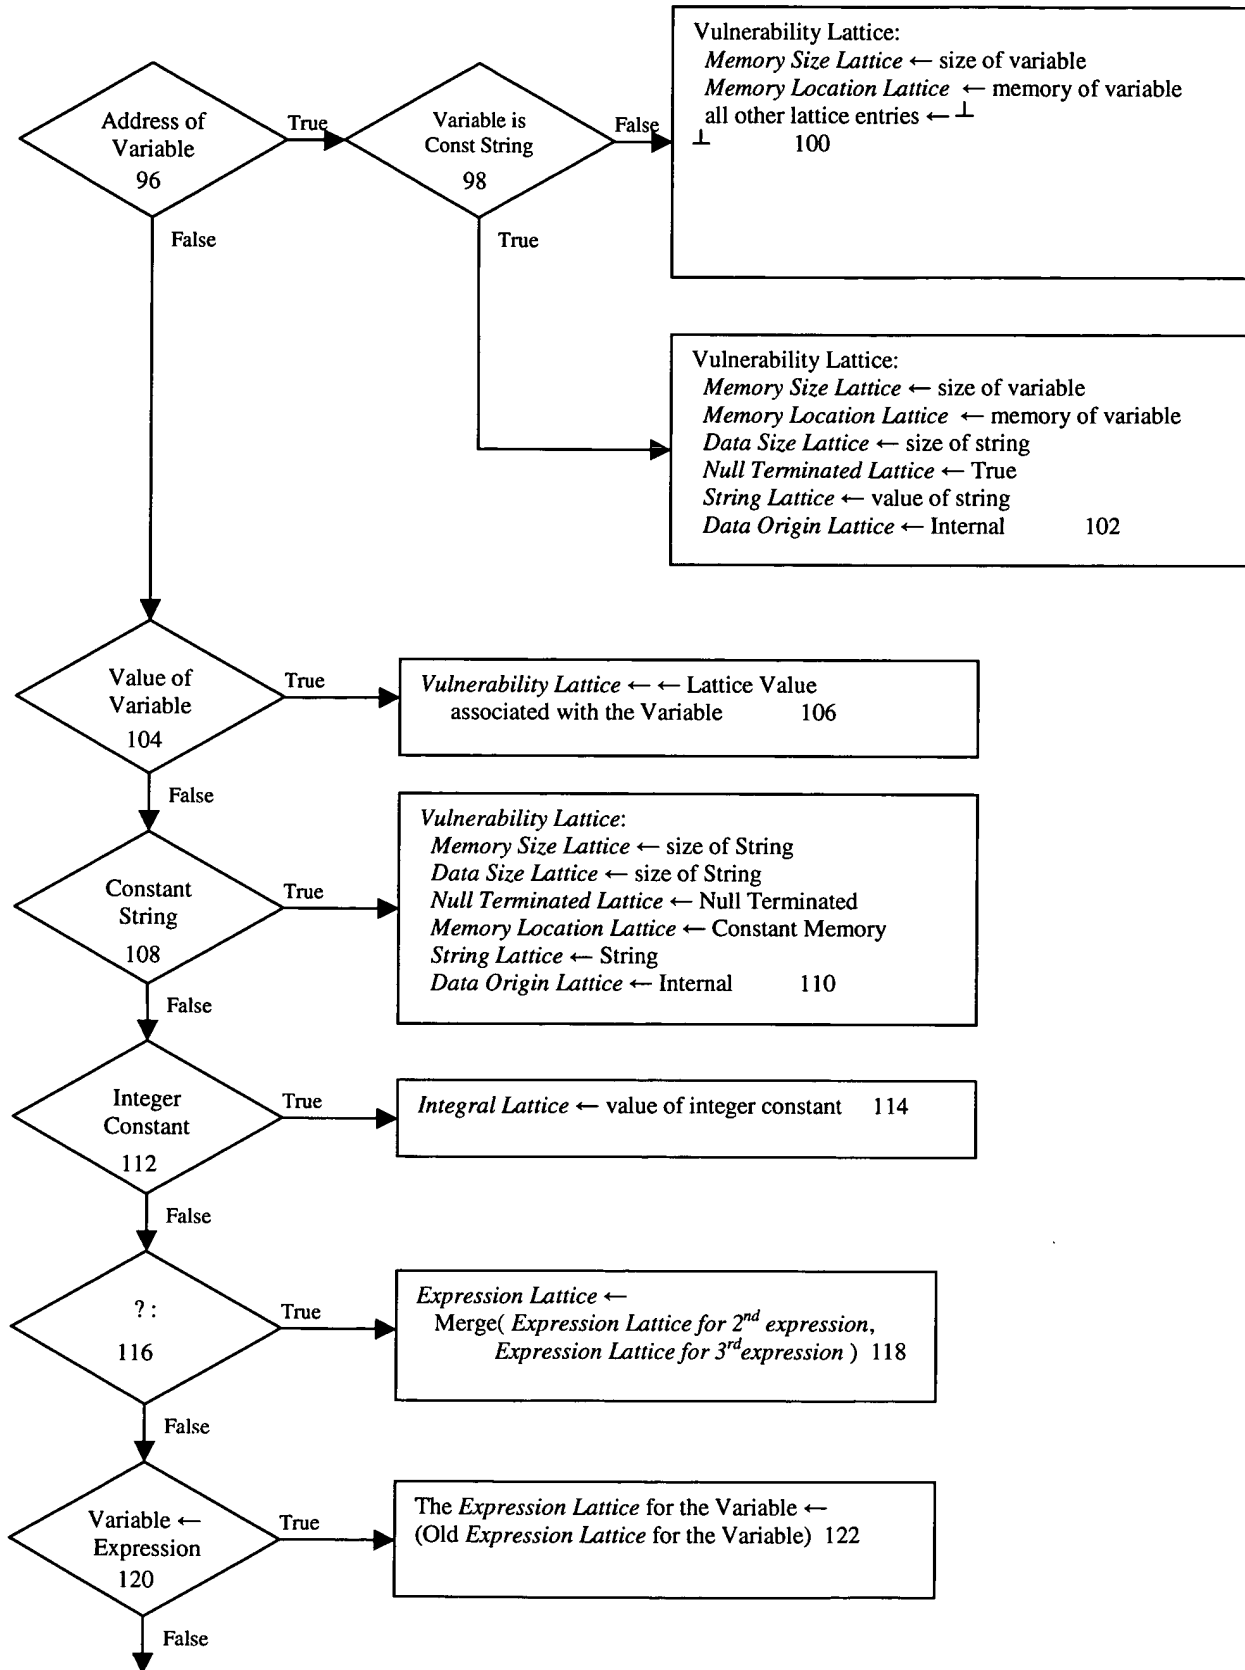 Address of
Variable
96
True
Variable is
Const String
98
False
Vulnerability Lattice:
Memory Size Lattice ← size of variable
Memory Location Lattice ← memory of variable
all other lattice entries ← ⊥
⊥ 100
False
True
Vulnerability Lattice:
Memory Size Lattice ← size of variable
Memory Location Lattice ← memory of variable
Data Size Lattice ← size of string
Null Terminated Lattice ← True
String Lattice ← value of string
Data Origin Lattice ← Internal 102
Value of
Variable
104
True
Vulnerability Lattice ← ← Lattice Value
associated with the Variable 106
False
Constant
String
108
True
Vulnerability Lattice:
Memory Size Lattice ← size of String
Data Size Lattice ← size of String
Null Terminated Lattice ← Null Terminated
Memory Location Lattice ← Constant Memory
String Lattice ← String
Data Origin Lattice ← Internal 110
False
Integer
Constant
112
True
Integral Lattice ← value of integer constant 114
False
? :
116
True
Expression Lattice ←
Merge( Expression Lattice for 2nd expression,
Expression Lattice for 3rd expression ) 118
False
Variable ←
Expression
120
True
The Expression Lattice for the Variable ←
(Old Expression Lattice for the Variable) 122
False